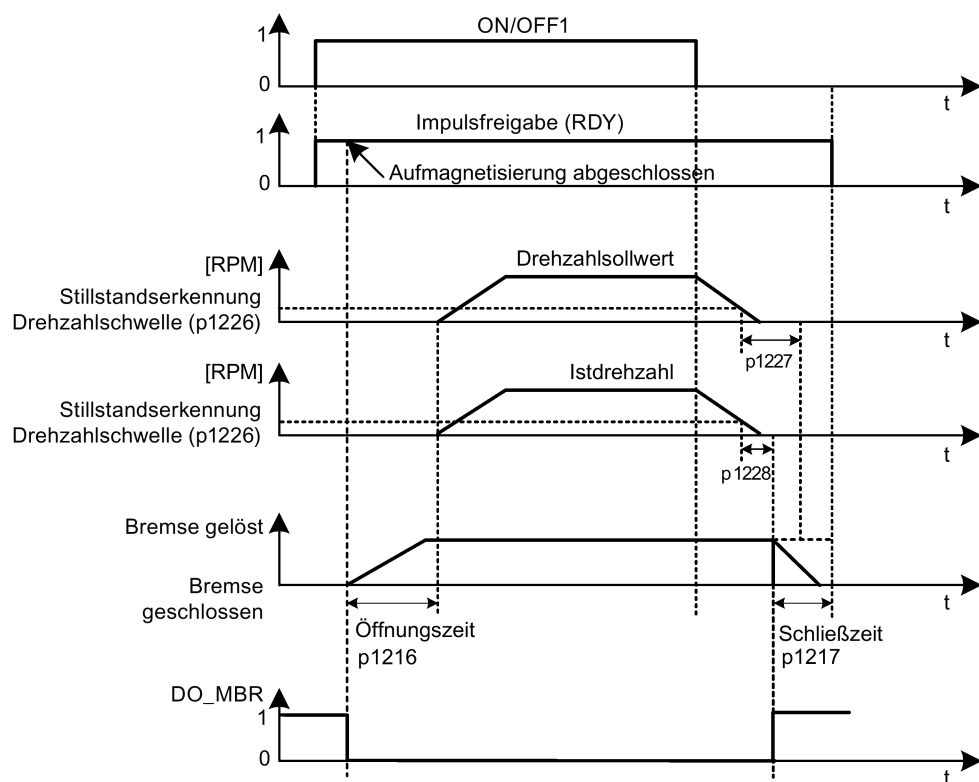 ON/OFF1
1
0
t
Impulsfreigabe (RDY)
1
Aufmagnetisierung abgeschlossen
0
t
[RPM]
Drehzahlsollwert
Stillstandserkennung
Drehzahlschwelle (p1226)
t
p1227
[RPM]
Istdrehzahl
Stillstandserkennung
Drehzahlschwelle (p1226)
t
p1228
Bremse gelöst
Bremse
geschlossen
t
Öffnungszeit
p1216
Schließzeit
p1217
DO_MBR
1
0
t